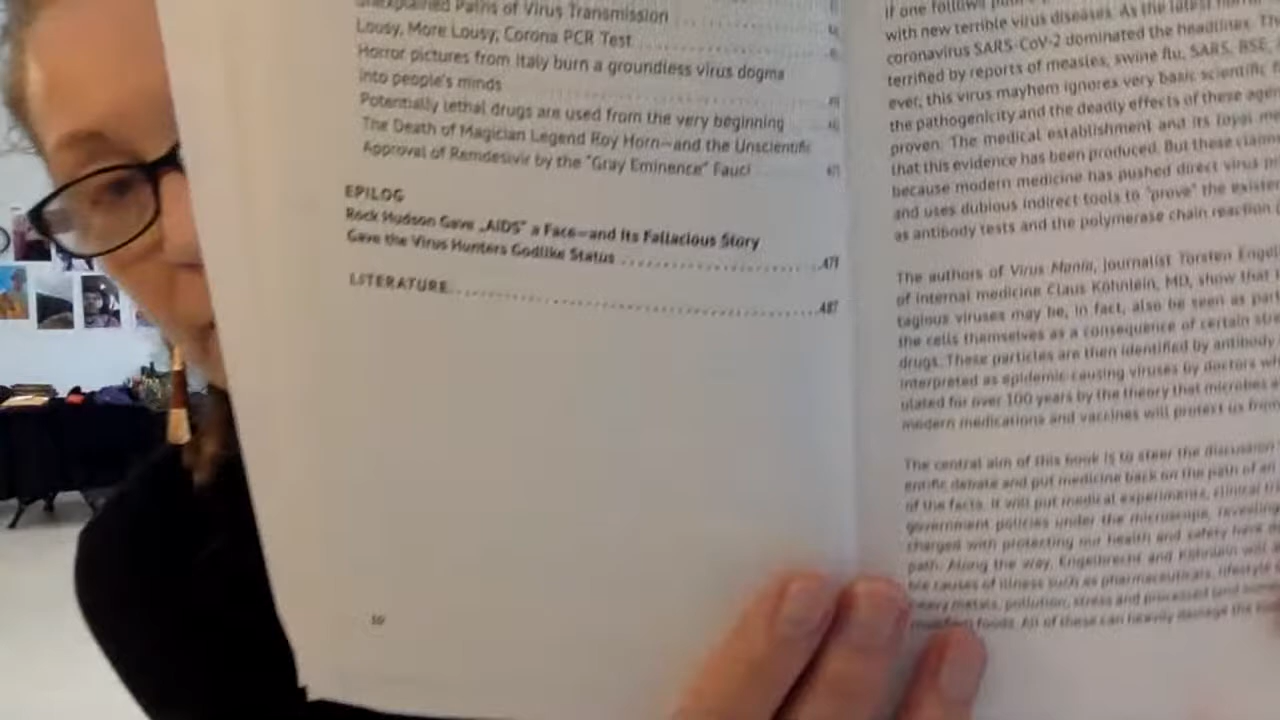 Unexplained Paths of Virus Transmission
Lousy, More Lousy, Corona PCR Test
Horror pictures from Italy burn a groundless virus dogma
into people's minds
Potentially lethal drugs are used from the very beginning
The Death of Magician Legend Roy Horn—and the Unscientific
Approval of Remdesivir by the "Gray Eminence" Fauci
EPILOG
Rock Hudson Gave „AIDS" a Face—and Its Fallacious Story
Gave the Virus Hunters Godlike Status ........................ 471
LITERATURE................................................ 487
If one follows
with new terrible virus diseases. As the latest
coronavirus SARS-CoV-2 dominated the headlines.
terrified by reports of measles, swine flu, SARS, BSE,
ever, this virus mayhem ignores very basic scientific
the pathogenicity and the deadly effects of these
proven. The medical establishment and its loyal
that this evidence has been produced. But these
because modern medicine has pushed direct virus
and uses dubious indirect tools to "prove" the
as antibody tests and the polymerase chain reaction
The authors of Virus Mania, journalist Torsten
of internal medicine Claus Köhnlein, MD, show that
tagious viruses may be, in fact, also be seen as
the cells themselves as a consequence of certain
drugs. These particles are then identified by antibody
interpreted as epidemic-causing viruses by doctors
ulated for over 100 years by the theory that microbes
modern medications and vaccines will protect us from
The central aim of this book is to steer the discussion
entific debate and put medicine back on the path of
of the facts. It will put medical experiments, clinical
government policies under the microscope, revealing
charged with protecting our health and safety have
path. Along the way, Engelbrecht and Köhnlein will
ble causes of illness such as pharmaceuticals, lifestyle
heavy metals, pollution, stress and processed
foods. All of these can heavily damage the